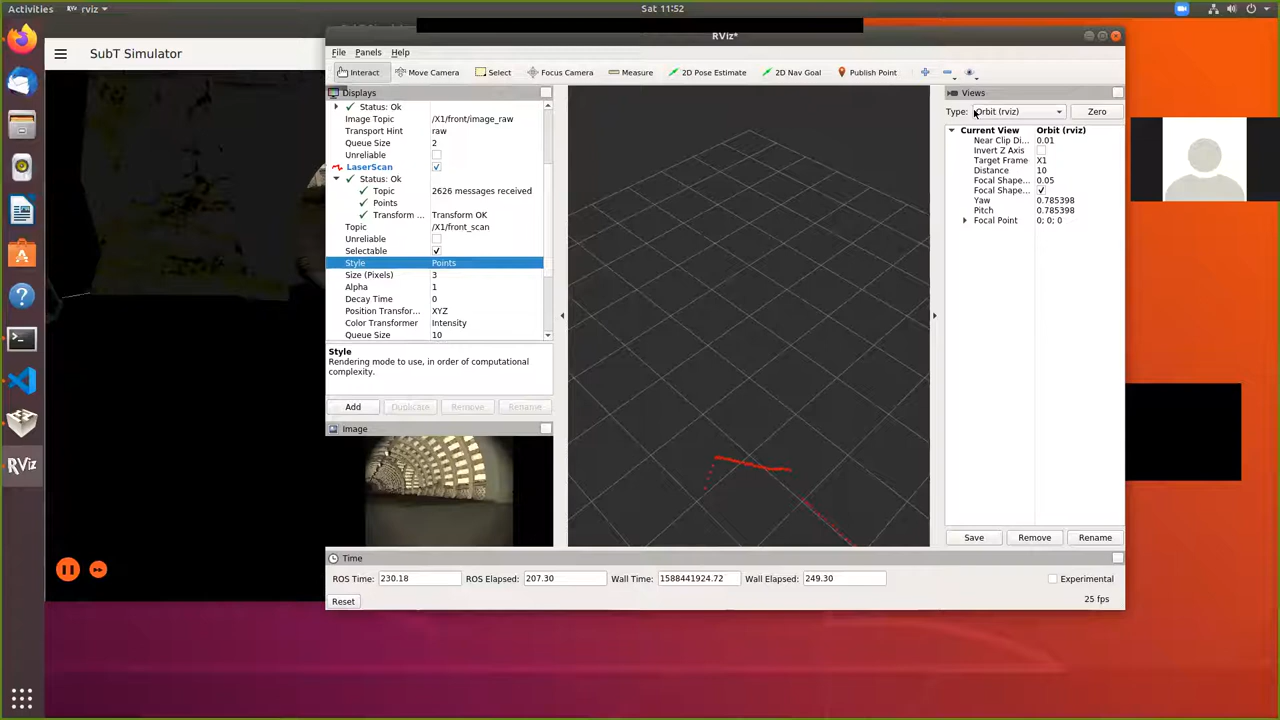 Activities
rviz
Sat 11:52
SubT Simulator
RViz*
File Panels Help
Interact Move Camera Select Focus Camera Measure 2D Pose Estimate 2D Nav Goal Publish Point
Displays
Status: Ok
Image Topic /X1/front/image_raw
Transport Hint raw
Queue Size 2
Unreliable
LaserScan
Status: Ok
Topic 2626 messages received
Points
Transform ... Transform OK
Topic /X1/front_scan
Unreliable
Selectable
Style Points
Size (Pixels) 3
Alpha 1
Decay Time 0
Position Transfor... XYZ
Color Transformer Intensity
Queue Size 10
Style
Rendering mode to use, in order of computational
complexity.
Add Duplicate Remove Rename
Image
Views
Type: Orbit (rviz) Zero
Current View Orbit (rviz)
Near Clip Di... 0.01
Invert Z Axis
Target Frame X1
Distance 10
Focal Shape... 0.05
Focal Shape...
Yaw 0.785398
Pitch 0.785398
Focal Point 0; 0; 0
Save Remove Rename
Time
ROS Time: 230.18 ROS Elapsed: 207.30 Wall Time: 1588441924.72 Wall Elapsed: 249.30 Experimental
Reset
25 fps
RViz